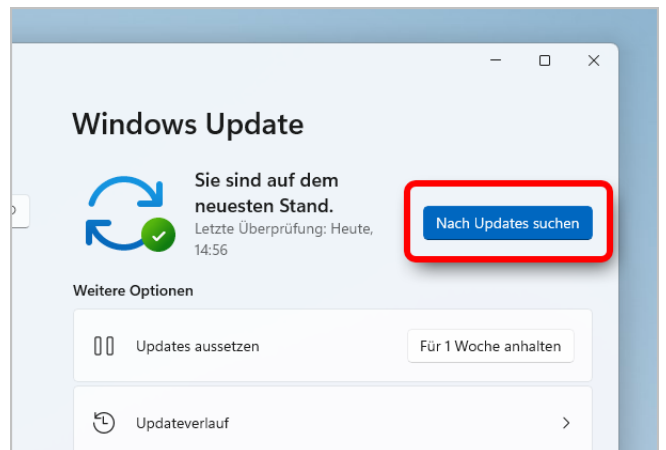 Windows Update
Sie sind auf dem
neuesten Stand.
Letzte Überprüfung: Heute,
14:56
Nach Updates suchen
Weitere Optionen
Updates aussetzen
Für 1 Woche anhalten
Updateverlauf